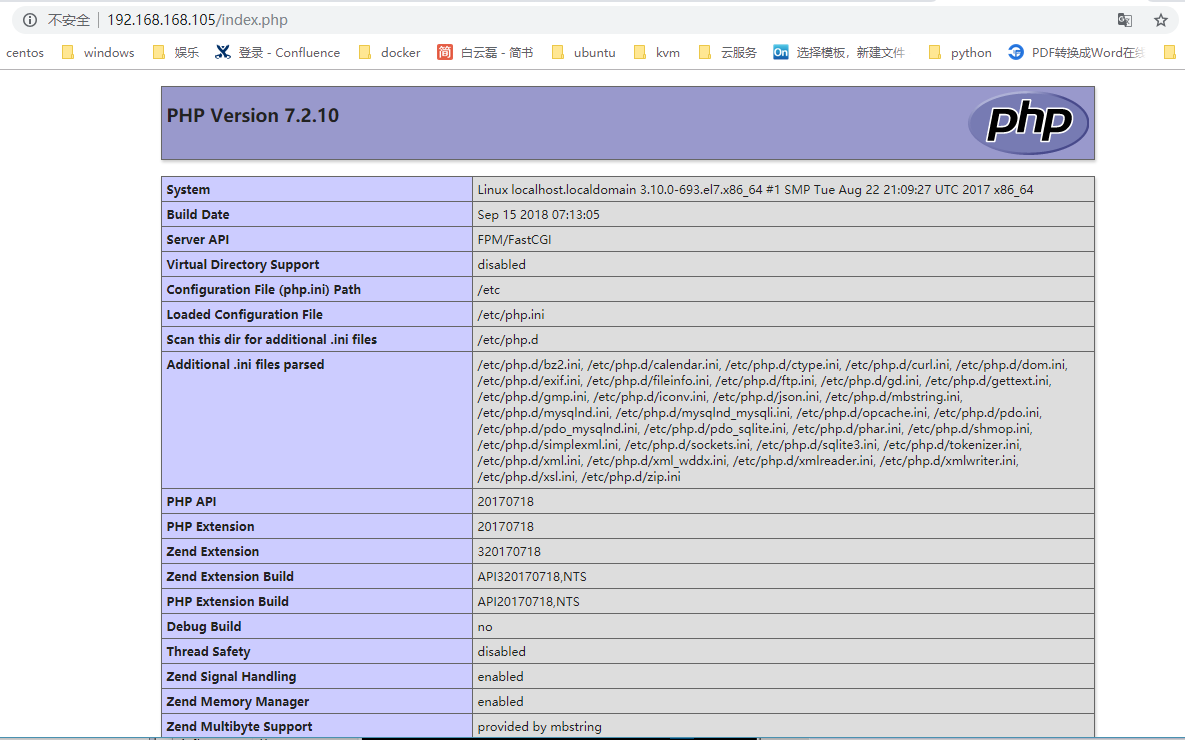 不安全 192.168.168.105/index.php
centos windows 娱乐 登录 - Confluence docker 简 白云磊 - 简书 ubuntu kvm 云服务 On 选择模板，新建文件 python PDF转换成Word在线
PHP Version 7.2.10 php
System Linux localhost.localdomain 3.10.0-693.el7.x86_64 #1 SMP Tue Aug 22 21:09:27 UTC 2017 x86_64
Build Date Sep 15 2018 07:13:05
Server API FPM/FastCGI
Virtual Directory Support disabled
Configuration File (php.ini) Path /etc
Loaded Configuration File /etc/php.ini
Scan this dir for additional .ini files /etc/php.d
Additional .ini files parsed /etc/php.d/bz2.ini, /etc/php.d/calendar.ini, /etc/php.d/ctype.ini, /etc/php.d/curl.ini, /etc/php.d/dom.ini,
/etc/php.d/exif.ini, /etc/php.d/fileinfo.ini, /etc/php.d/ftp.ini, /etc/php.d/gd.ini, /etc/php.d/gettext.ini,
/etc/php.d/gmp.ini, /etc/php.d/iconv.ini, /etc/php.d/json.ini, /etc/php.d/mbstring.ini,
/etc/php.d/mysqlnd.ini, /etc/php.d/mysqlnd_mysqli.ini, /etc/php.d/opcache.ini, /etc/php.d/pdo.ini,
/etc/php.d/pdo_mysqlnd.ini, /etc/php.d/pdo_sqlite.ini, /etc/php.d/phar.ini, /etc/php.d/shmop.ini,
/etc/php.d/simplexml.ini, /etc/php.d/sockets.ini, /etc/php.d/sqlite3.ini, /etc/php.d/tokenizer.ini,
/etc/php.d/xml.ini, /etc/php.d/xml_wddx.ini, /etc/php.d/xmlreader.ini, /etc/php.d/xmlwriter.ini,
/etc/php.d/xsl.ini, /etc/php.d/zip.ini
PHP API 20170718
PHP Extension 20170718
Zend Extension 320170718
Zend Extension Build API320170718,NTS
PHP Extension Build API20170718,NTS
Debug Build no
Thread Safety disabled
Zend Signal Handling enabled
Zend Memory Manager enabled
Zend Multibyte Support provided by mbstring